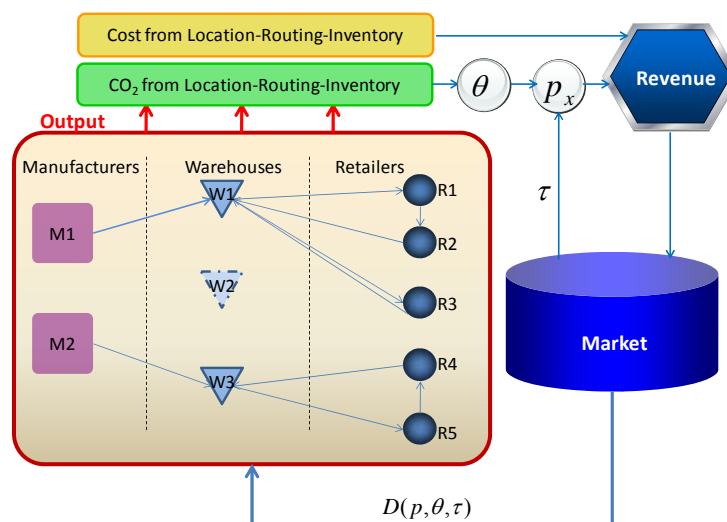 Cost from Location-Routing-Inventory
CO₂ from Location-Routing-Inventory
θ
pₓ
Revenue
Output
Manufacturers
Warehouses
Retailers
W1
R1
M1
τ
R2
W2
R3
M2
Market
R4
W3
R5
D(p,θ,τ)